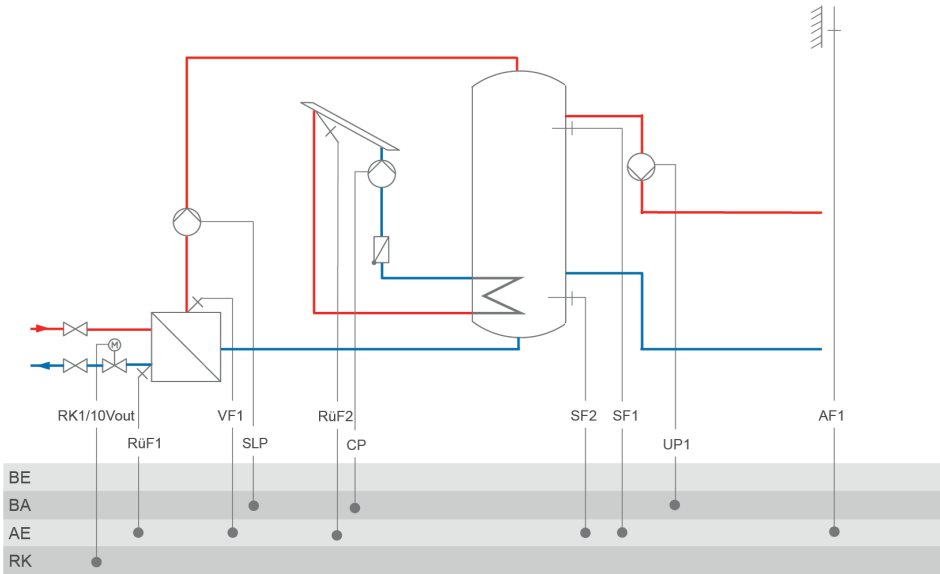 M
RK1/10Vout VF1 RüF2 SF2 SF1 AF1
RüF1 SLP CP UP1
BE
BA
AE
RK